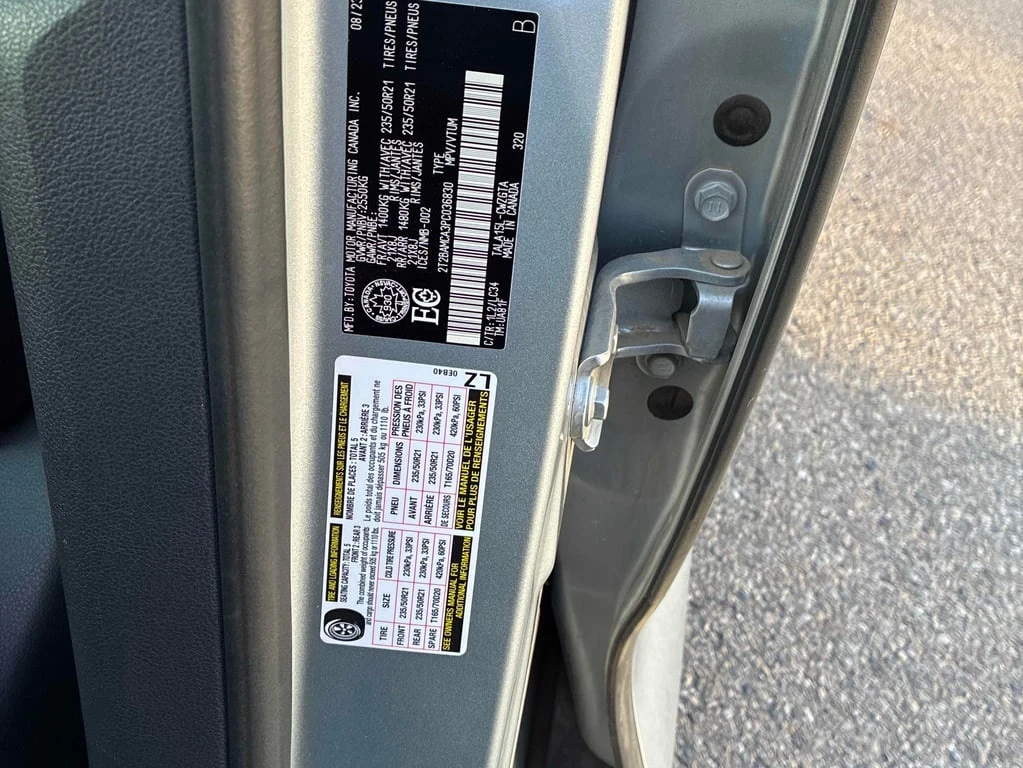 MFD.BY:TOYOTA MOTOR MANUFACTURING CANADA INC. 08/23
GVWR/PNBV:2550KG
GAWR/PNBE:
FR/AVT 1400KG WITH/AVEC 235/50R21 TIRES/PNEUS
21X8J RIMS/JANTES
RR/ARR 1480KG WITH/AVEC 235/50R21 TIRES/PNEUS
21X8J RIMS/JANTES
ICES/NMB-002
CANADA
930
2T2BAMCA3PC036830 TYPE MPV/VTUM
C/TR:1L2/LC34 TALA15L-CWZGTA
TM:UA81F MADE IN CANADA 320 B
TIRE AND LOADING INFORMATION
SEATING CAPACITY: TOTAL 5
FRONT 2: REAR 3
The combined weight of occupants
and cargo should never exceed 505 kg or 1110 lbs.
TIRE SIZE COLD TIRE PRESSURE
FRONT 235/50R21 230kPa, 33PSI
REAR 235/50R21 230kPa, 33PSI
SPARE T165/70D20 420kPa, 60PSI
SEE OWNERS MANUAL FOR
ADDITIONAL INFORMATION
RENSEIGNEMENTS SUR LES PNEUS ET LE CHARGEMENT
NOMBRE DE PLACES : TOTAL 5
AVANT 2 : ARRIÈRE 3
Le poids total des occupants et du chargement ne
doit jamais dépasser 505 kg ou 1110 lb.
PNEU DIMENSIONS PRESSION DES PNEUS À FROID
AVANT 235/50R21 230kPa, 33PSI
ARRIÈRE 235/50R21 230kPa, 33PSI
DE SECOURS T165/70D20 420kPa, 60PSI
VOIR LE MANUEL DE L'USAGER
POUR PLUS DE RENSEIGNEMENTS
0EB40
LZ